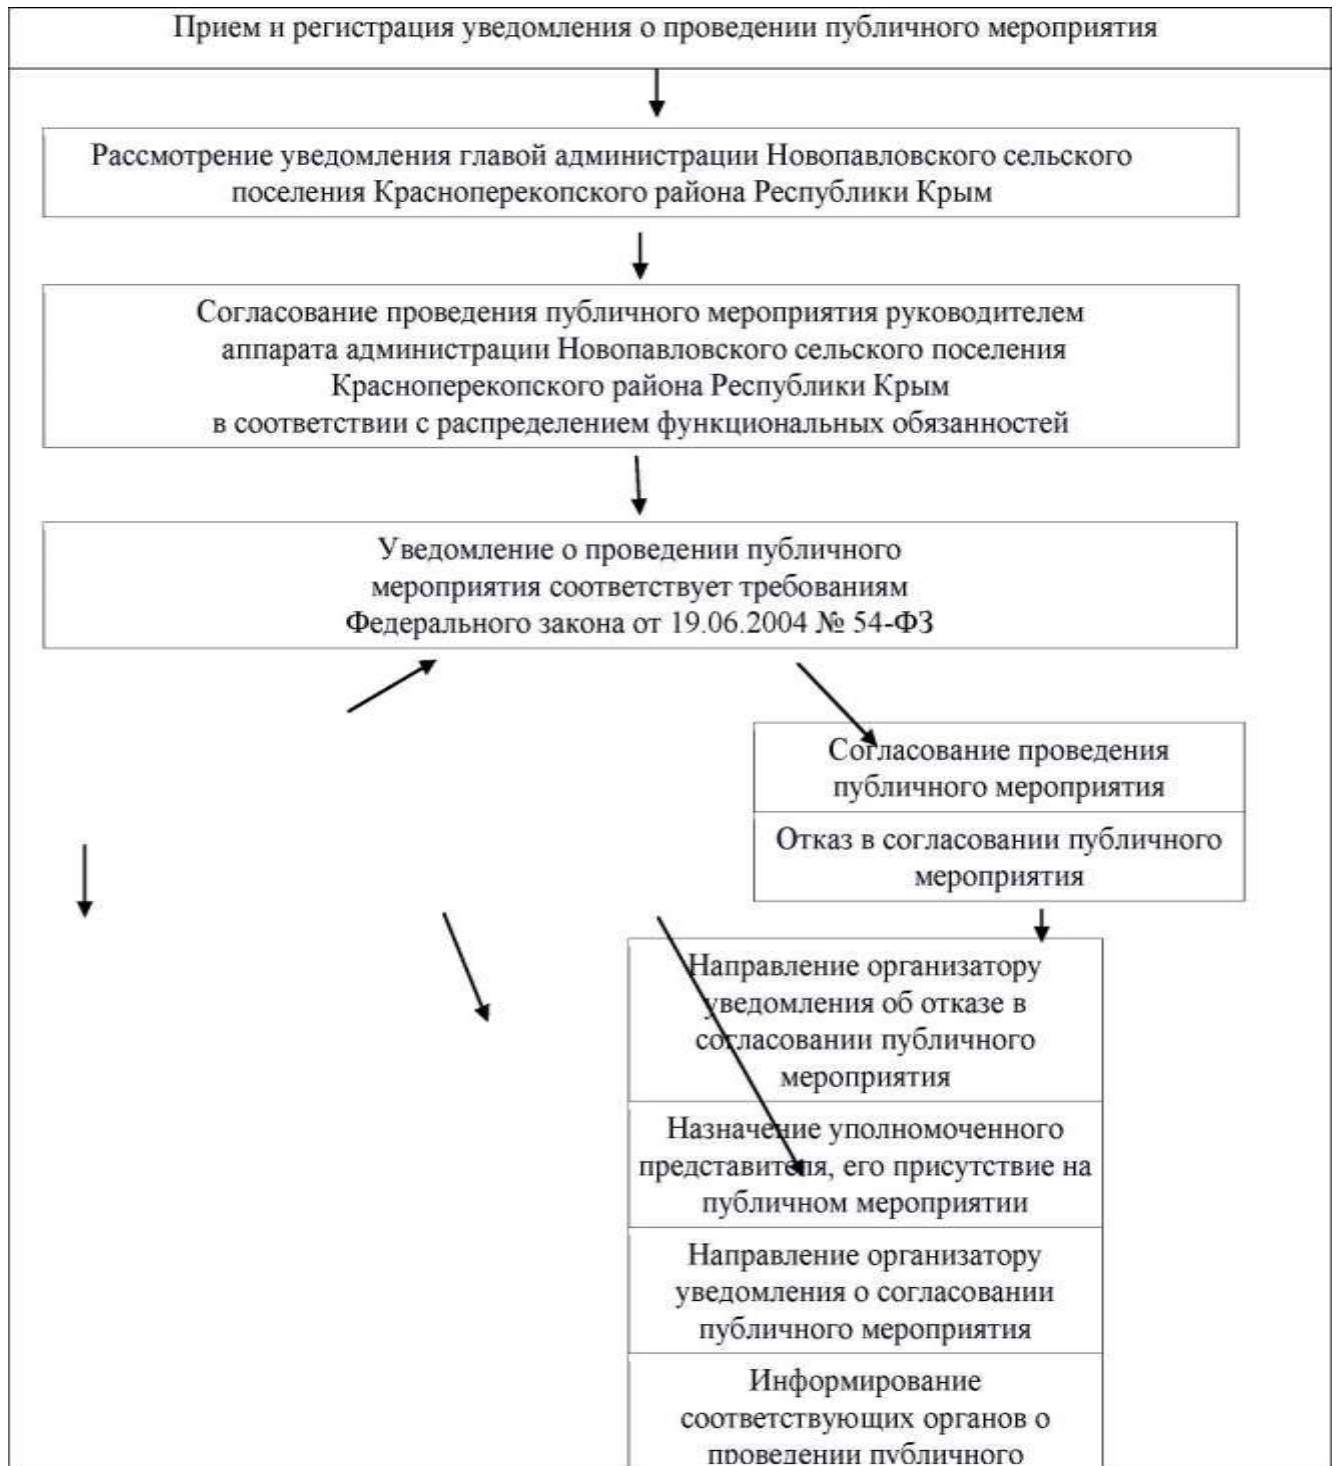 Прием и регистрация уведомления о проведении публичного мероприятия
Рассмотрение уведомления главой администрации Новопавловского сельского
поселения Красноперекопского района Республики Крым
Согласование проведения публичного мероприятия руководителем
аппарата администрации Новопавловского сельского поселения
Красноперекопского района Республики Крым
в соответствии с распределением функциональных обязанностей
Уведомление о проведении публичного
мероприятия соответствует требованиям
Федерального закона от 19.06.2004 № 54-ФЗ
Согласование проведения
публичного мероприятия
Отказ в согласовании публичного
мероприятия
Направление организатору
уведомления об отказе в
согласовании публичного
мероприятия
Назначение уполномоченного
представителя, его присутствие на
публичном мероприятии
Направление организатору
уведомления о согласовании
публичного мероприятия
Информирование
соответствующих органов о
проведении публичного